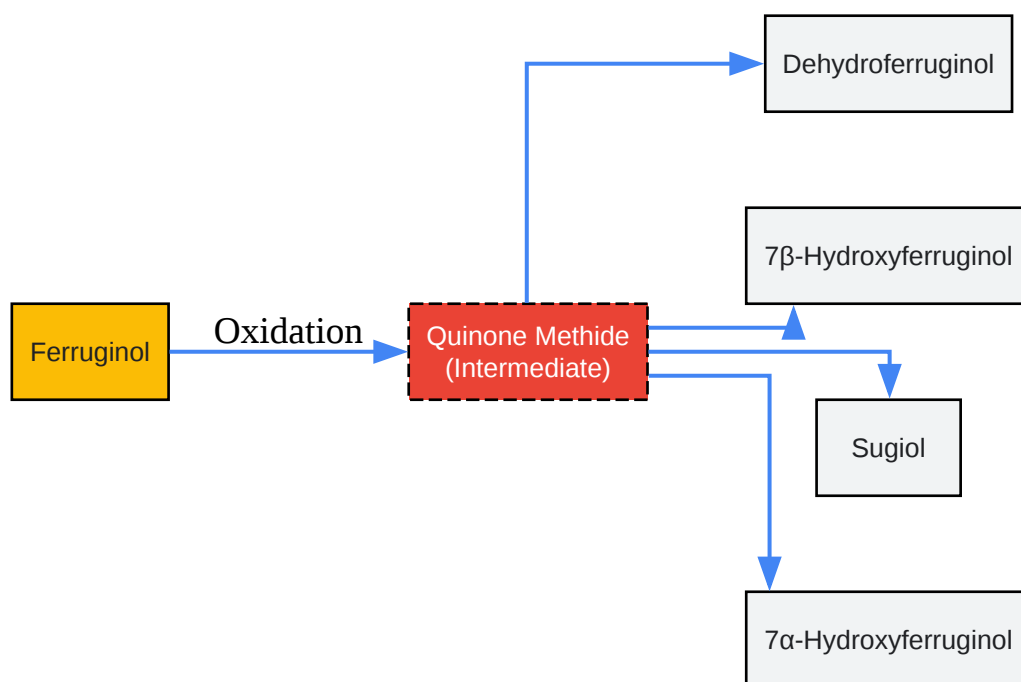 Dehydroferruginol
7β-Hydroxyferruginol
Ferruginol
Oxidation
Quinone Methide
(Intermediate)
Sugiol
7α-Hydroxyferruginol